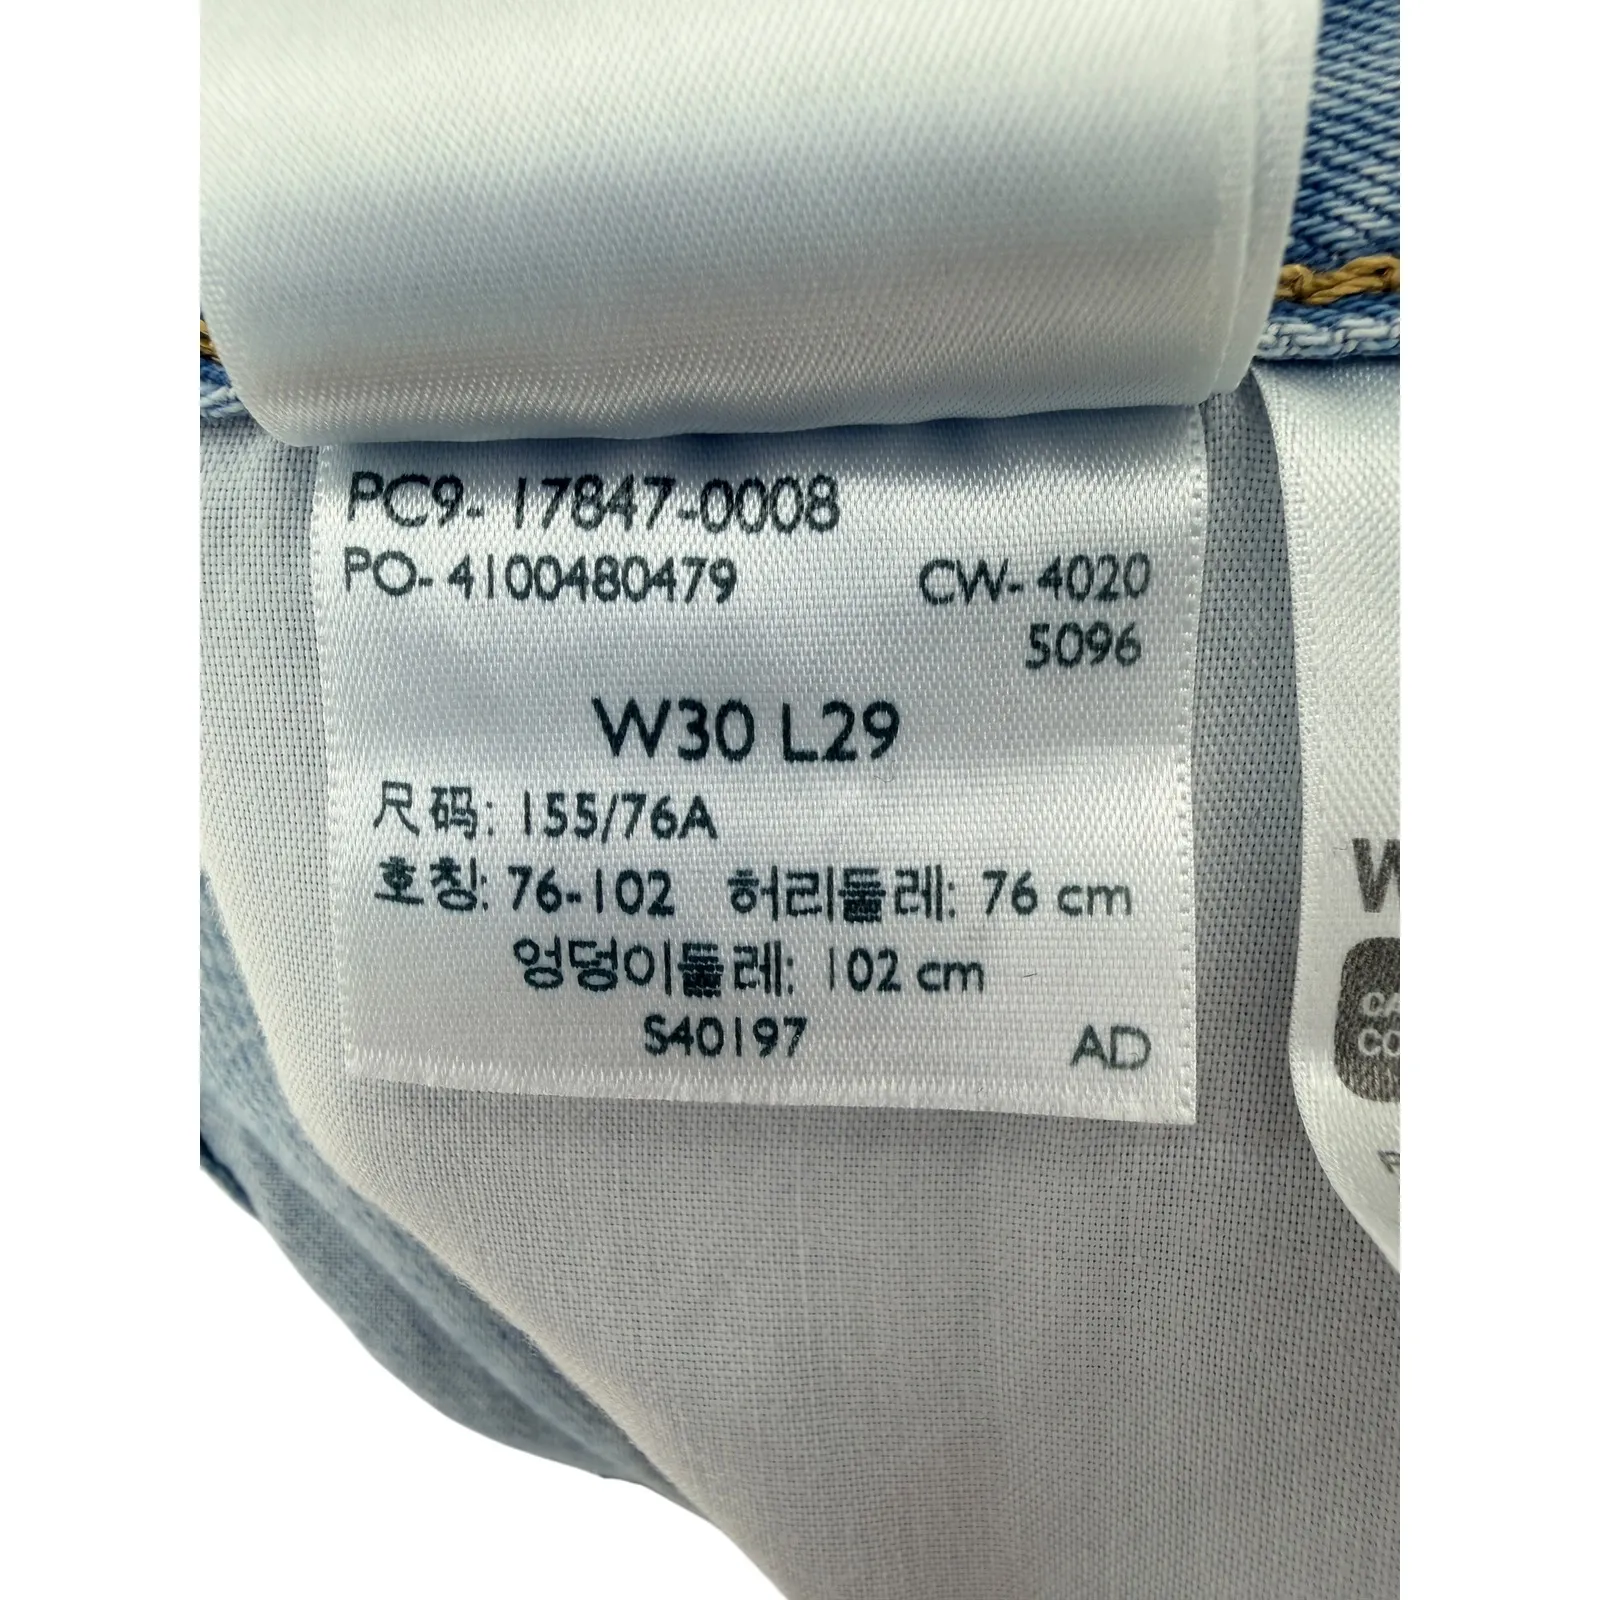 PC9-17847-0008
PO-4100480479 CW-4020
5096
W30 L29
尺码: 155/76A
호칭: 76-102 허리둘레: 76 cm
엉덩이둘레: 102 cm
S40197 AD